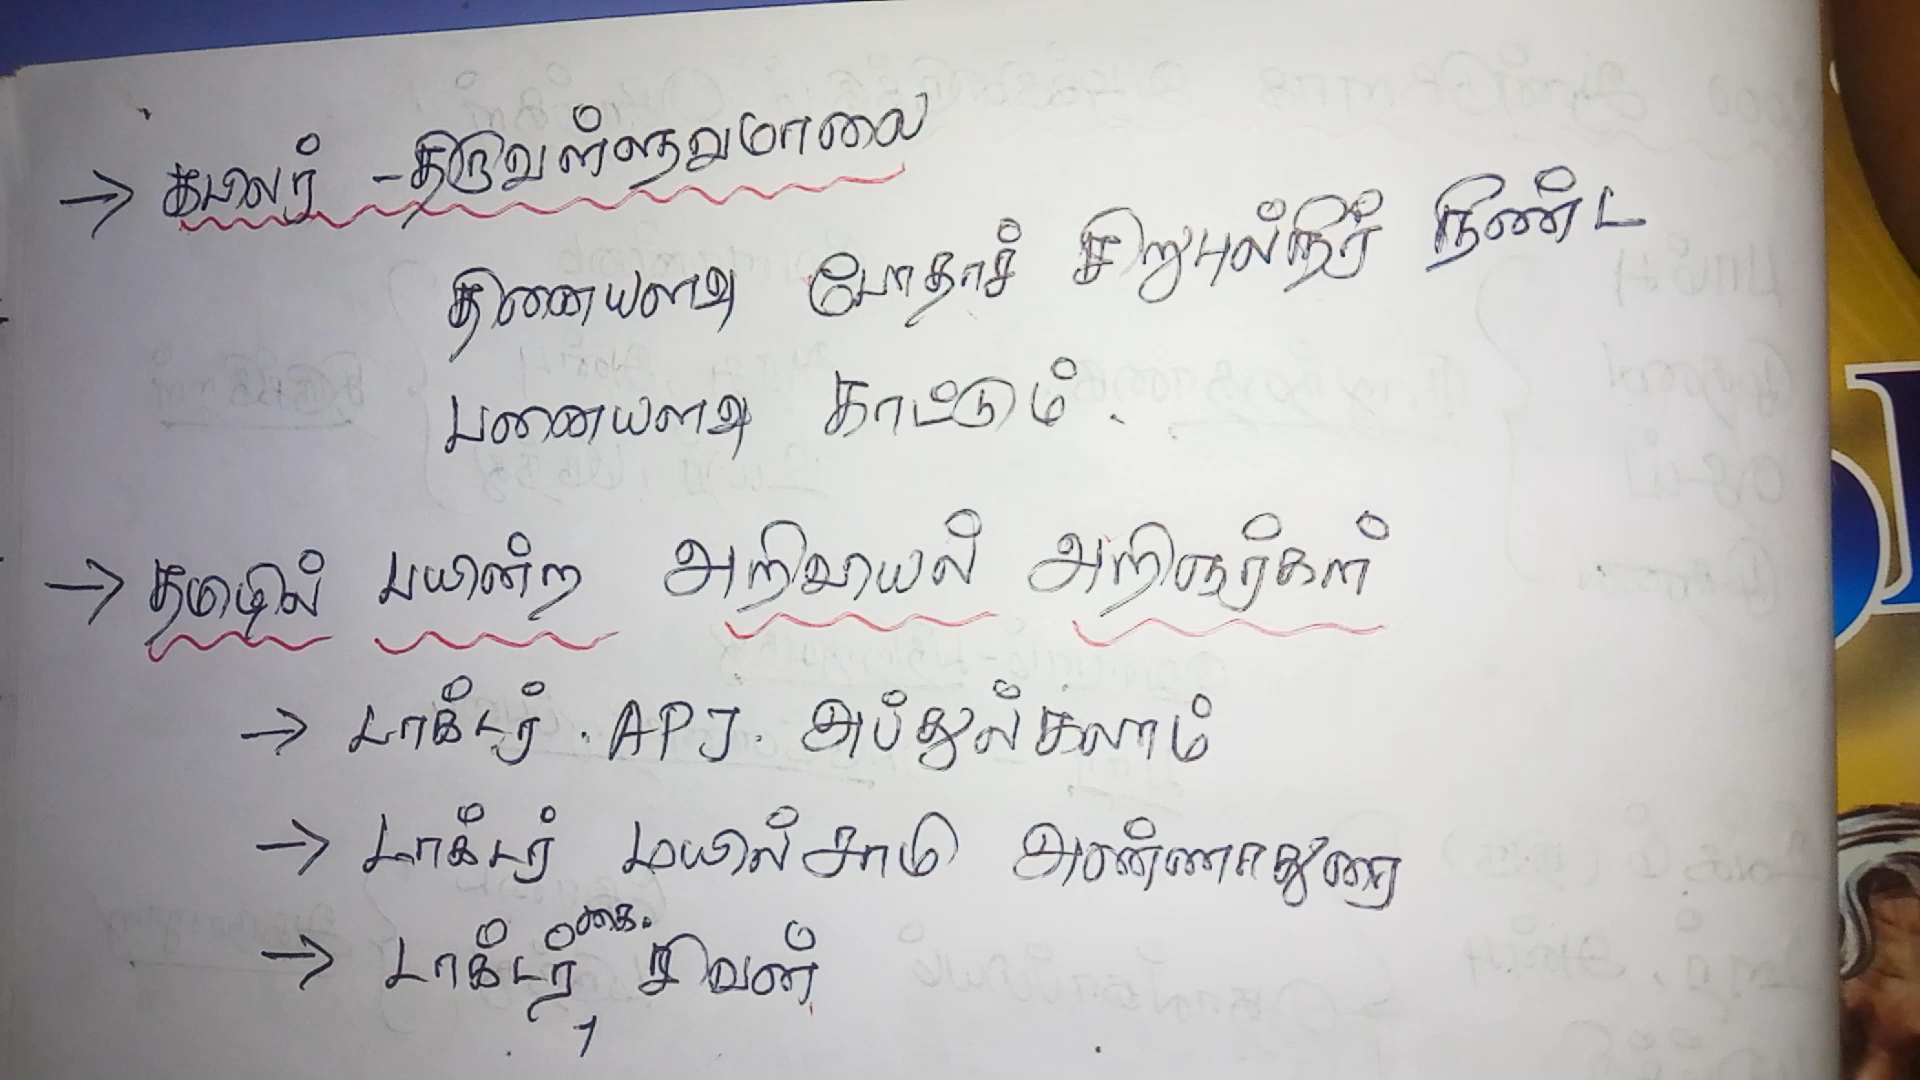 → கபிலர் - திருவள்ளுவமாலை
தினையளவு போதாச் சிறுபுல்நீர் நீண்ட
பனையளவு காட்டும்.
→ தமிழில் பயின்ற அறிவியல் அறிஞர்கள்
→ டாக்டர். APJ. அப்துல்கலாம்
→ டாக்டர் மயில்சாமி அண்ணாதுரை
→ டாக்டர் கை. சிவன்